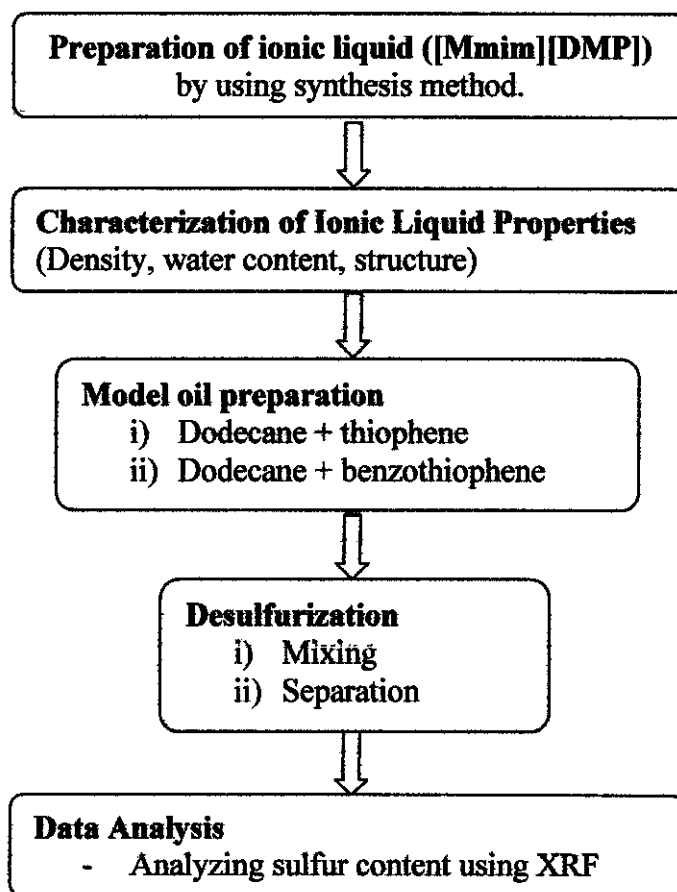 Preparation of ionic liquid ([Mmim][DMP])
by using synthesis method.
Characterization of Ionic Liquid Properties
(Density, water content, structure)
Model oil preparation
i) Dodecane + thiophene
ii) Dodecane + benzothiophene
Desulfurization
i) Mixing
ii) Separation
Data Analysis
- Analyzing sulfur content using XRF